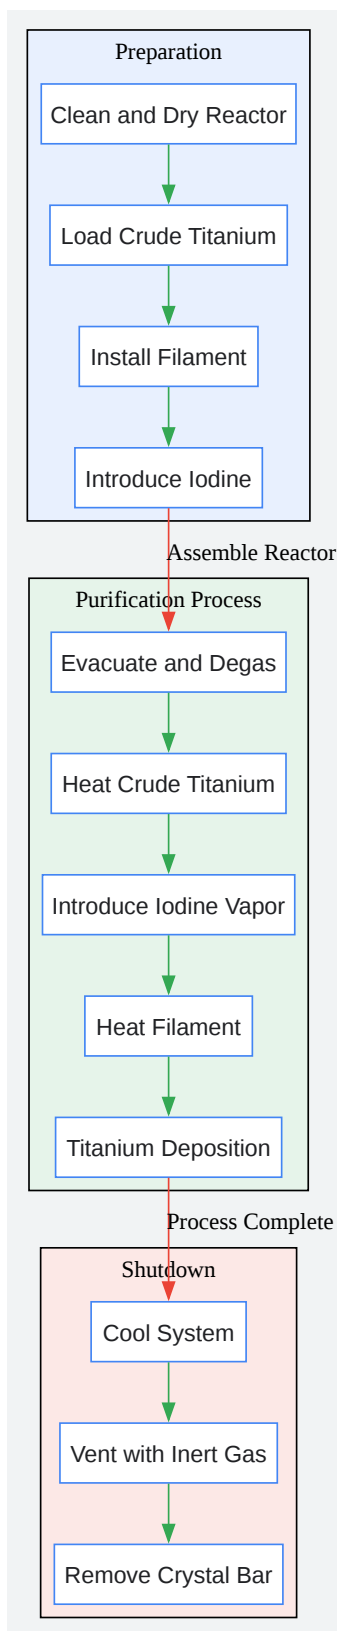 Preparation
Clean and Dry Reactor
Load Crude Titanium
Install Filament
Introduce Iodine
Assemble Reactor
Purification Process
Evacuate and Degas
Heat Crude Titanium
Introduce Iodine Vapor
Heat Filament
Titanium Deposition
Process Complete
Shutdown
Cool System
Vent with Inert Gas
Remove Crystal Bar